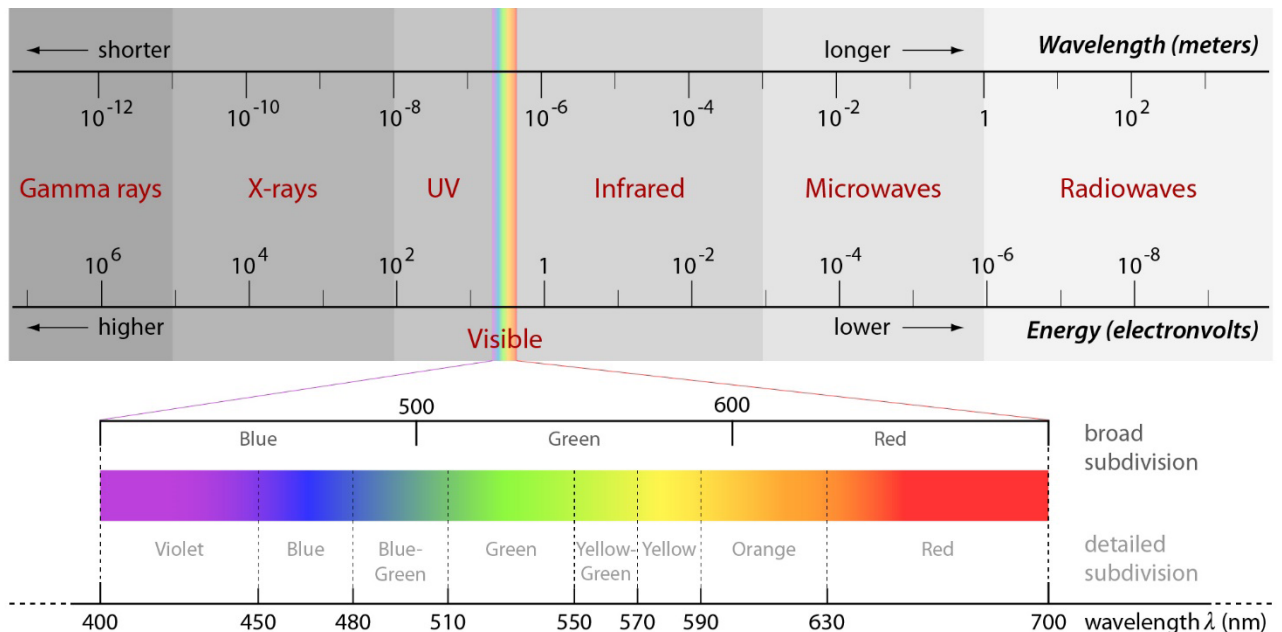 shorter longer Wavelength (meters)
10⁻¹² 10⁻¹⁰ 10⁻⁸ 10⁻⁶ 10⁻⁴ 10⁻² 1 10²
Gamma rays X-rays UV Infrared Microwaves Radiowaves
10⁶ 10⁴ 10² 1 10⁻² 10⁻⁴ 10⁻⁶ 10⁻⁸
higher Visible lower Energy (electronvolts)
500 600
Blue Green Red broad
subdivision
Violet Blue Blue- Green Yellow- Yellow Orange Red detailed
Green Green subdivision
400 450 480 510 550 570 590 630 700 wavelength λ (nm)